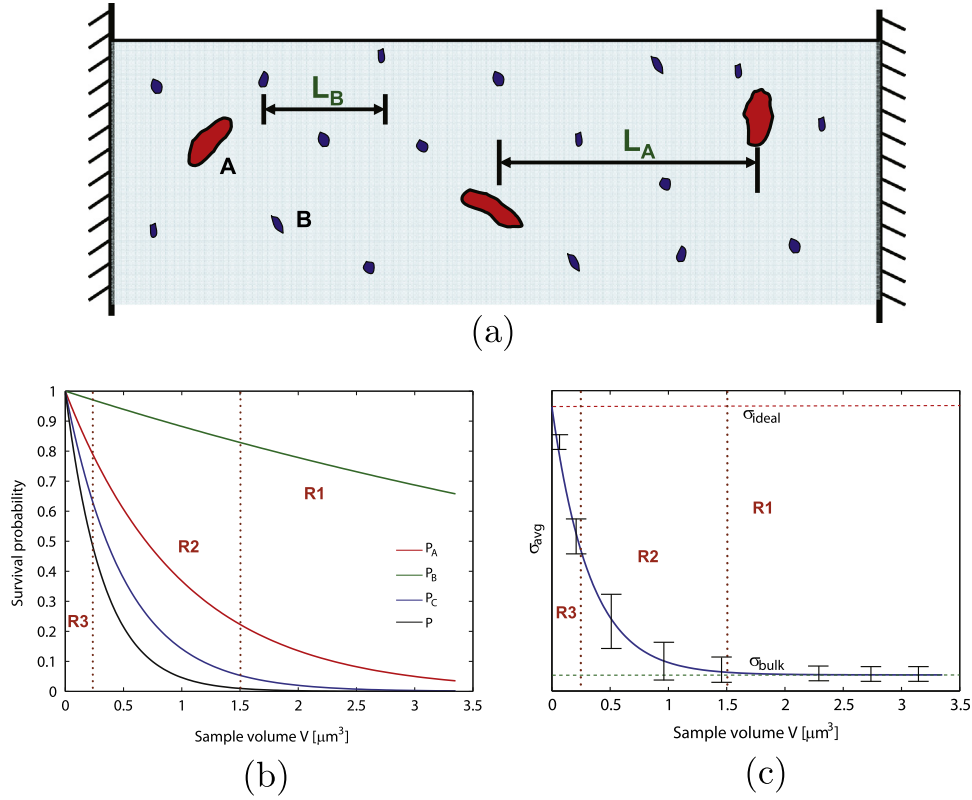 L_B
L_A
A
B
(a)
1
0.9
0.8
0.7
0.6
0.5
0.4
0.3
0.2
0.1
0
Survival probability
R1
R2
R3
P_A
P_B
P_C
P
0 0.5 1 1.5 2 2.5 3 3.5
Sample volume V [μm³]
(b)
σ_ideal
R1
σ_avg
R2
R3
σ_bulk
0 0.5 1 1.5 2 2.5 3 3.5
Sample volume V [μm³]
(c)